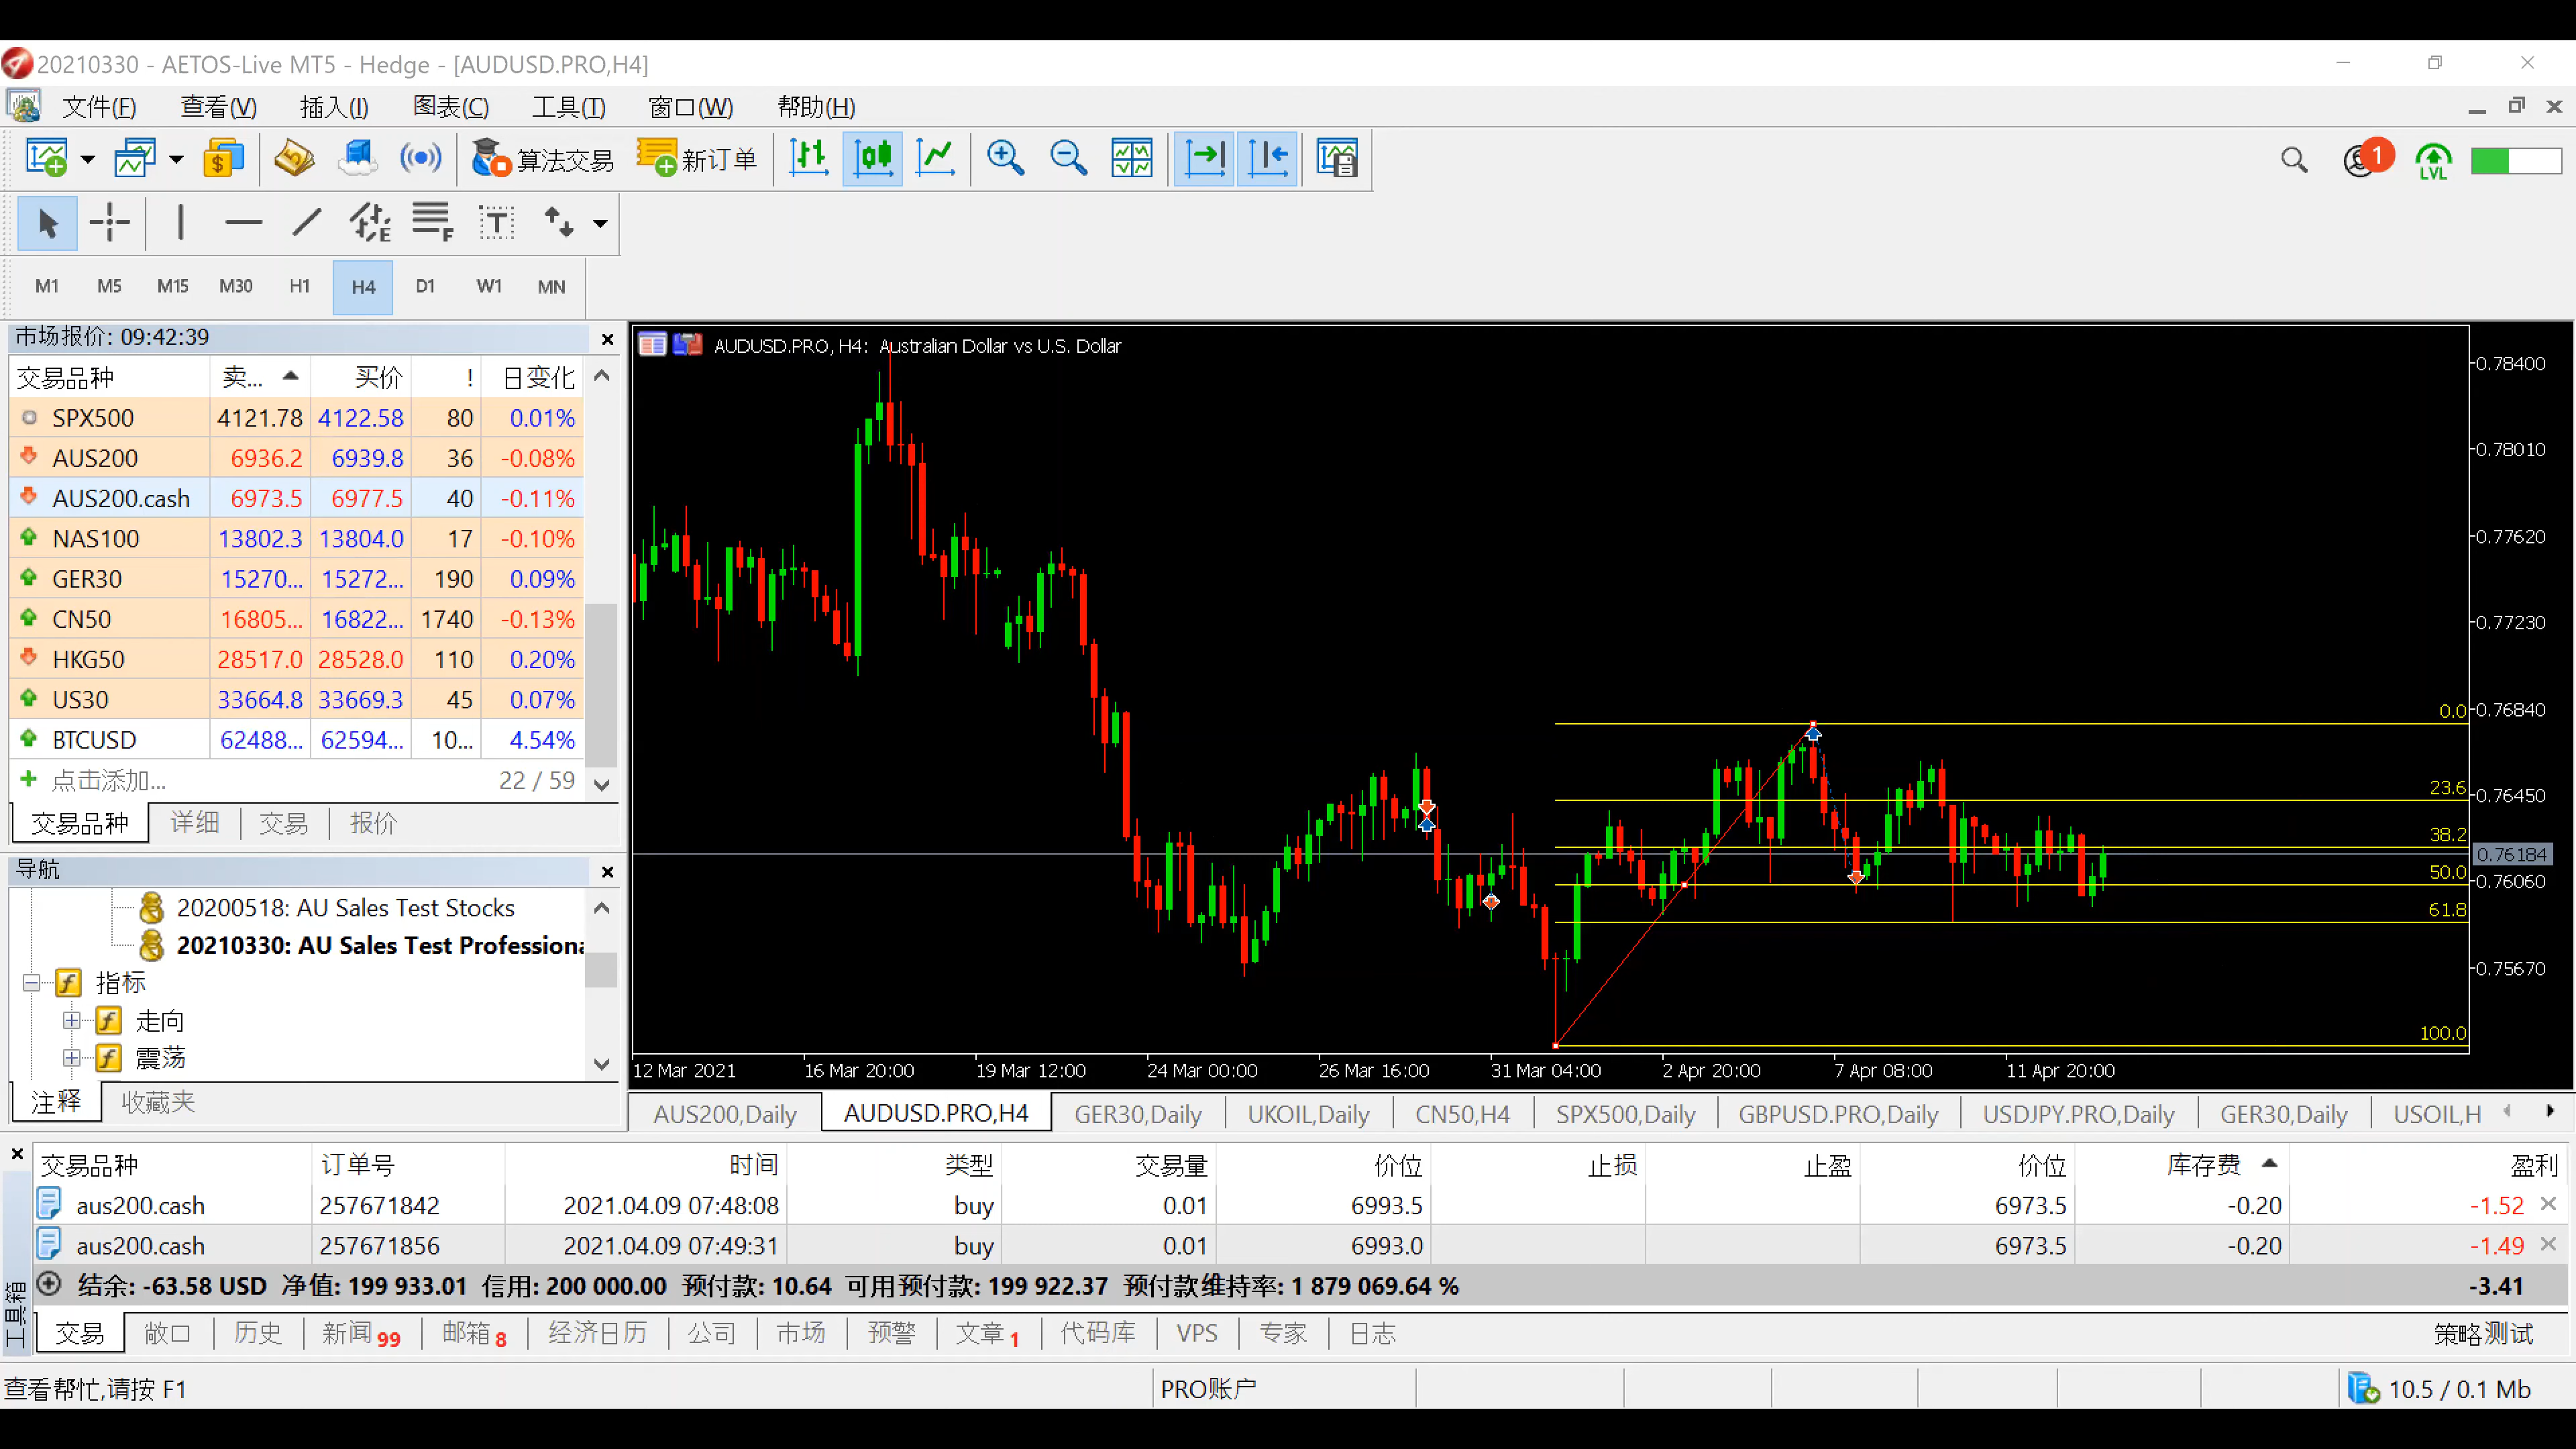 20210330 - AETOS-Live MT5 - Hedge - [AUDUSD.PRO,H4]
文件(F) 查看(V) 插入(I) 图表(C) 工具(T) 窗口(W) 帮助(H)
算法交易 新订单 1 LVL
E F T
M1 M5 M15 M30 H1 H4 D1 W1 MN
市场报价: 09:42:39
交易品种 卖... 买价 ! 日变化
SPX500 4121.78 4122.58 80 0.01%
AUS200 6936.2 6939.8 36 -0.08%
AUS200.cash 6973.5 6977.5 40 -0.11%
NAS100 13802.3 13804.0 17 -0.10%
GER30 15270... 15272... 190 0.09%
CN50 16805... 16822... 1740 -0.13%
HKG50 28517.0 28528.0 110 0.20%
US30 33664.8 33669.3 45 0.07%
BTCUSD 62488... 62594... 10... 4.54%
点击添加... 22 / 59
交易品种 详细 交易 报价
导航
20200518: AU Sales Test Stocks
20210330: AU Sales Test Professiona
指标
走向
震荡
注释 收藏夹
AUDUSD.PRO, H4: Australian Dollar vs U.S. Dollar
0.78400
0.78010
0.77620
0.77230
0.76840
0.76450
0.76184
0.76060
0.75670
0.0
23.6
38.2
50.0
61.8
100.0
12 Mar 2021 16 Mar 20:00 19 Mar 12:00 24 Mar 00:00 26 Mar 16:00 31 Mar 04:00 2 Apr 20:00 7 Apr 08:00 11 Apr 20:00
AUS200,Daily AUDUSD.PRO,H4 GER30,Daily UKOIL,Daily CN50,H4 SPX500,Daily GBPUSD.PRO,Daily USDJPY.PRO,Daily GER30,Daily USOIL,H
交易品种 订单号 时间 类型 交易量 价位 止损 止盈 价位 库存费 盈利
aus200.cash 257671842 2021.04.09 07:48:08 buy 0.01 6993.5 6973.5 -0.20 -1.52
aus200.cash 257671856 2021.04.09 07:49:31 buy 0.01 6993.0 6973.5 -0.20 -1.49
结余: -63.58 USD 净值: 199 933.01 信用: 200 000.00 预付款: 10.64 可用预付款: 199 922.37 预付款维持率: 1 879 069.64 % -3.41
工具箱
交易 敞口 历史 新闻 99 邮箱 8 经济日历 公司 市场 预警 文章 1 代码库 VPS 专家 日志 策略测试
查看帮忙,请按 F1 PRO账户 10.5 / 0.1 Mb